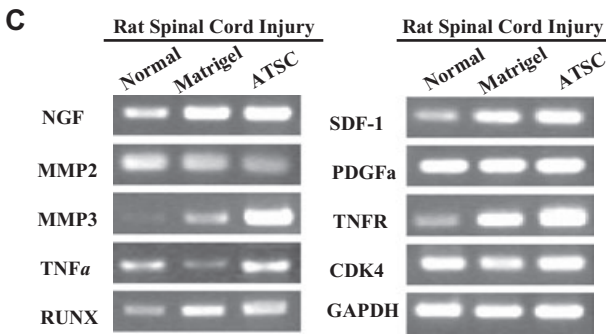 C
Rat Spinal Cord Injury
Normal Matrigel ATSC
NGF
MMP2
MMP3
TNFa
RUNX
Rat Spinal Cord Injury
Normal Matrigel ATSC
SDF-1
PDGFa
TNFR
CDK4
GAPDH